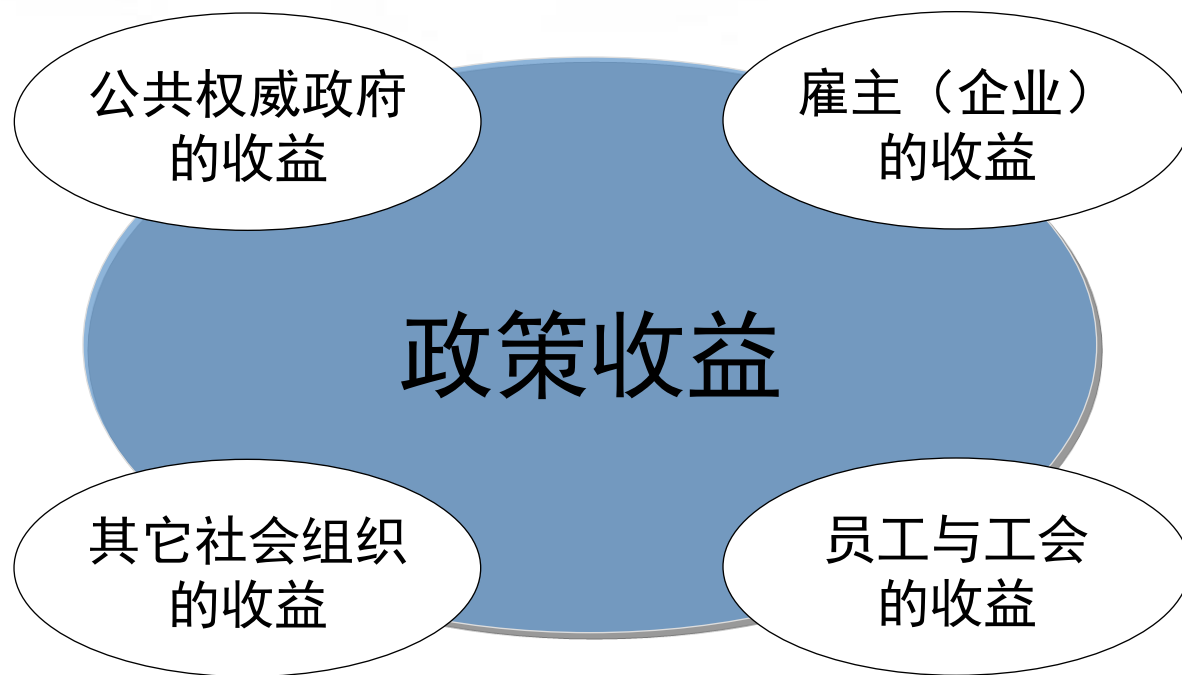 公共权威政府
的收益
雇主（企业）
的收益
政策收益
其它社会组织
的收益
员工与工会
的收益